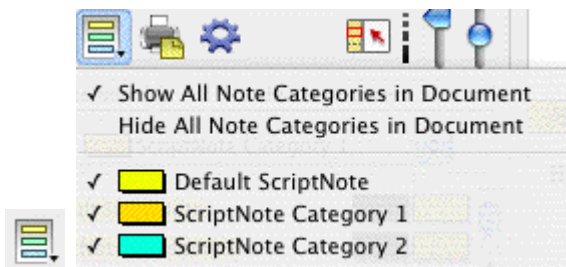 Show All Note Categories in Document
Hide All Note Categories in Document
Default ScriptNote
ScriptNote Category 1
ScriptNote Category 2